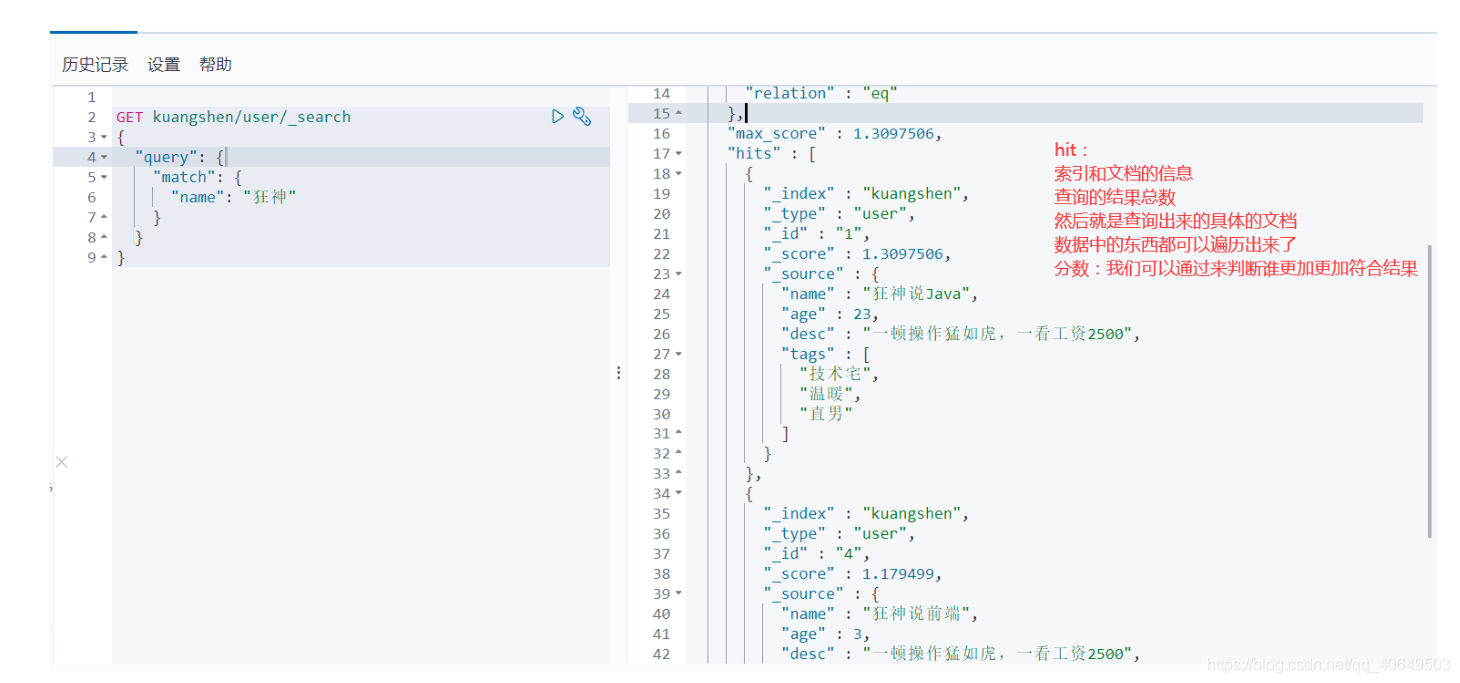 历史记录 设置 帮助
1
2 GET kuangshen/user/_search
3 {
4 "query": {
5 "match": {
6 "name": "狂神"
7 }
8 }
9 }
14 "relation" : "eq"
15 },
16 "max_score" : 1.3097506,
17 "hits" : [
18 {
19 "_index" : "kuangshen",
20 "_type" : "user",
21 "_id" : "1",
22 "_score" : 1.3097506,
23 "_source" : {
24 "name" : "狂神说Java",
25 "age" : 23,
26 "desc" : "一顿操作猛如虎，一看工资2500",
27 "tags" : [
28 "技术宅",
29 "温暖",
30 "直男"
31 ]
32 }
33 },
34 {
35 "_index" : "kuangshen",
36 "_type" : "user",
37 "_id" : "4",
38 "_score" : 1.179499,
39 "_source" : {
40 "name" : "狂神说前端",
41 "age" : 3,
42 "desc" : "一顿操作猛如虎，一看工资2500",
hit：
索引和文档的信息
查询的结果总数
然后就是查询出来的具体的文档
数据中的东西都可以遍历出来了
分数：我们可以通过来判断谁更加更加符合结果
https://blog.csdn.net/qq_40649503